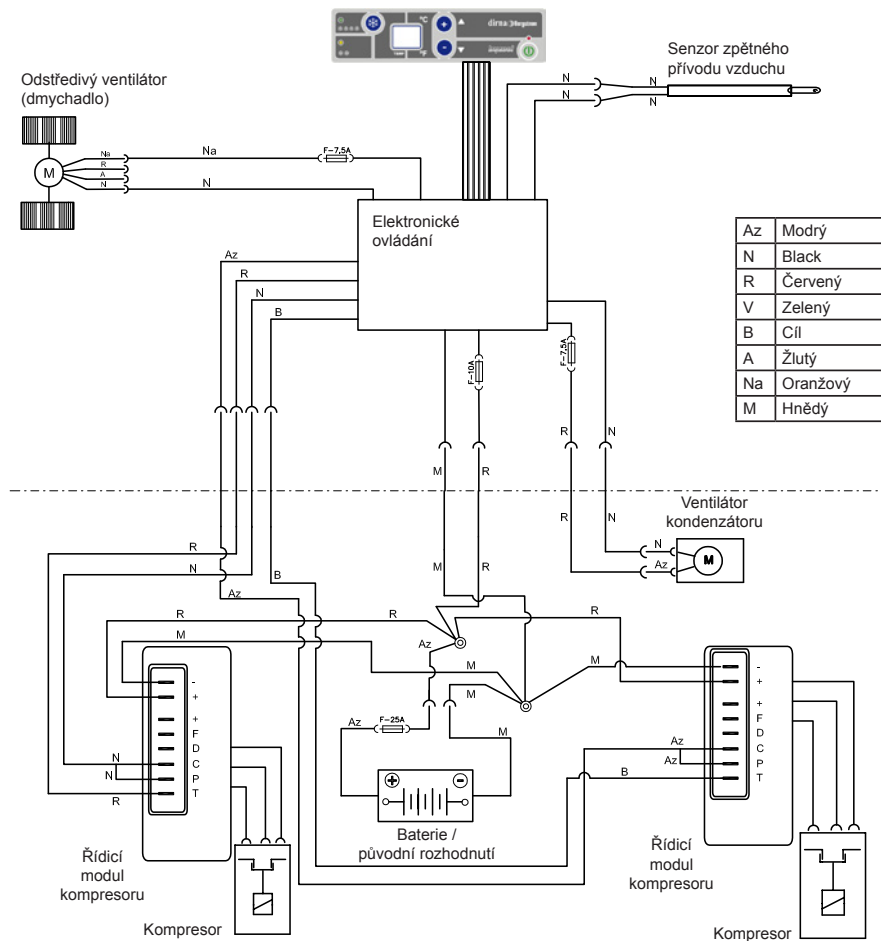 °C
°F
dirna Bergstrom
Senzor zpětného
přívodu vzduchu
Odstředivý ventilátor
(dmychadlo)
N
N
N
N
Na
R
A
N
Na
F-7,5A
N
M
Elektronické
ovládání
Az
R
N
B
Az Modrý
N Black
R Červený
V Zelený
B Cíl
A Žlutý
Na Oranžový
M Hnědý
F-10A
F-7,5A
M
R
R
N
Ventilátor
kondenzátoru
R
N
N
Az
M
R
N
B
Az
M
R
R
M
R
Az
M
M
R
M
Az
F-25A
M
-
+
+
F
D
C
P
T
N
N
R
-
+
+
F
D
C
P
T
Az
Az
B
+
-
Baterie /
původní rozhodnutí
Řídicí
modul
kompresoru
Kompresor
Řídicí
modul
kompresoru
Kompresor